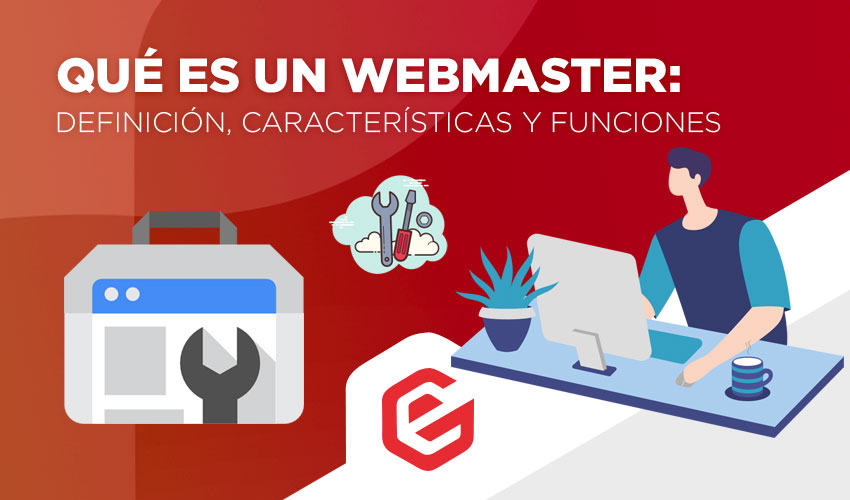 QUÉ ES UN WEBMASTER:
DEFINICIÓN, CARACTERÍSTICAS Y FUNCIONES